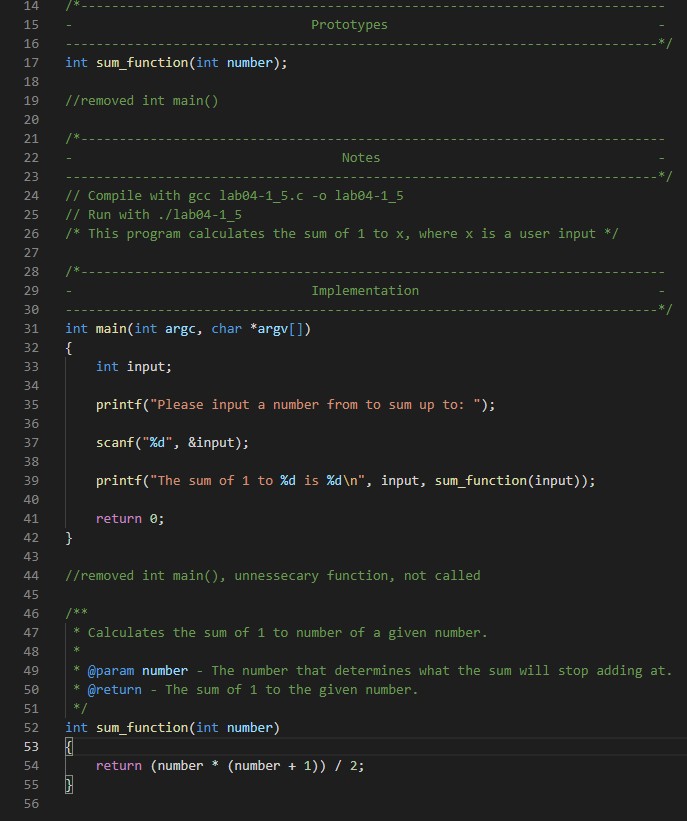 14 /*----------------------------------------------------------------------------
15 - Prototypes -
16 -----------------------------------------------------------------------------*/
17 int sum_function(int number);
18
19 //removed int main()
20
21 /*----------------------------------------------------------------------------
22 - Notes -
23 -----------------------------------------------------------------------------*/
24 // Compile with gcc lab04-1_5.c -o lab04-1_5
25 // Run with ./lab04-1_5
26 /* This program calculates the sum of 1 to x, where x is a user input */
27
28 /*----------------------------------------------------------------------------
29 - Implementation -
30 -----------------------------------------------------------------------------*/
31 int main(int argc, char *argv[])
32 {
33 int input;
34
35 printf("Please input a number from to sum up to: ");
36
37 scanf("%d", &input);
38
39 printf("The sum of 1 to %d is %d\n", input, sum_function(input));
40
41 return 0;
42 }
43
44 //removed int main(), unnessecary function, not called
45
46 /**
47 * Calculates the sum of 1 to number of a given number.
48 *
49 * @param number - The number that determines what the sum will stop adding at.
50 * @return - The sum of 1 to the given number.
51 */
52 int sum_function(int number)
53 {
54 return (number * (number + 1)) / 2;
55 }
56